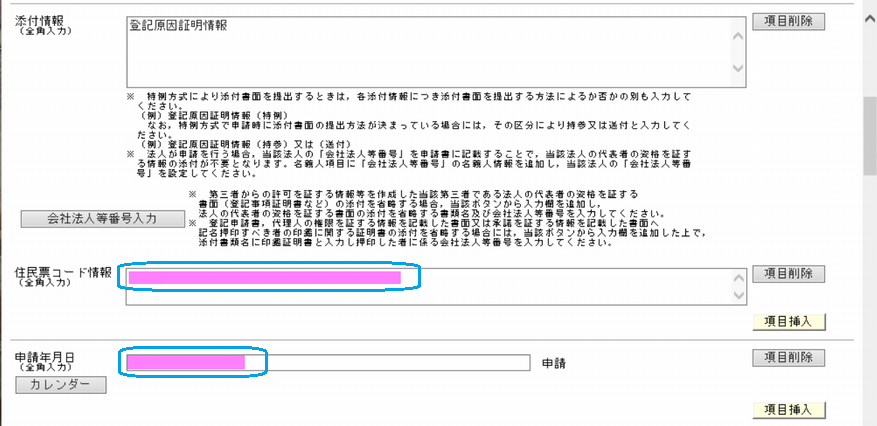 添付情報
（全角入力）
登記原因証明情報
項目削除
※　特例方式により添付書面を提出するときは，各添付情報につき添付書面を提出する方法によるか否かの別も入力して
ください。
（例）登記原因証明情報（特例）
なお，特例方式で申請時に添付書面の提出方法が決まっている場合には，その区分により持参又は送付と入力してく
ださい。
（例）登記原因証明情報（持参）又は（送付）
※　法人が申請を行う場合，当該法人の「会社法人等番号」を申請書に記載することで，当該法人の代表者の資格を証す
る情報の添付が不要となります。名義人項目に「会社法人等番号」の名義人情報を追加し，当該法人の「会社法人等番
号」を設定してください。
会社法人等番号入力
※　第三者からの許可を証する情報等を作成した当該第三者である法人の代表者の資格を証する
書面（登記事項証明書など）の添付を省略する場合，当該ボタンから入力欄を追加し，
法人の代表者の資格を証する書面の添付を省略する書類名及び会社法人等番号を入力してください。
※　登記申請書，代理人の権限を証する情報を記載した書面又は承諾を証する情報を記載した書面へ
記名押印すべき者の印鑑に関する証明書の添付を省略する場合には，当該ボタンから入力欄を追加した上で，
添付書類名に印鑑証明書と入力し押印した者に係る会社法人等番号を入力してください。
住民票コード情報
（全角入力）
項目削除
項目挿入
申請年月日
（全角入力）
申請
項目削除
カレンダー
項目挿入